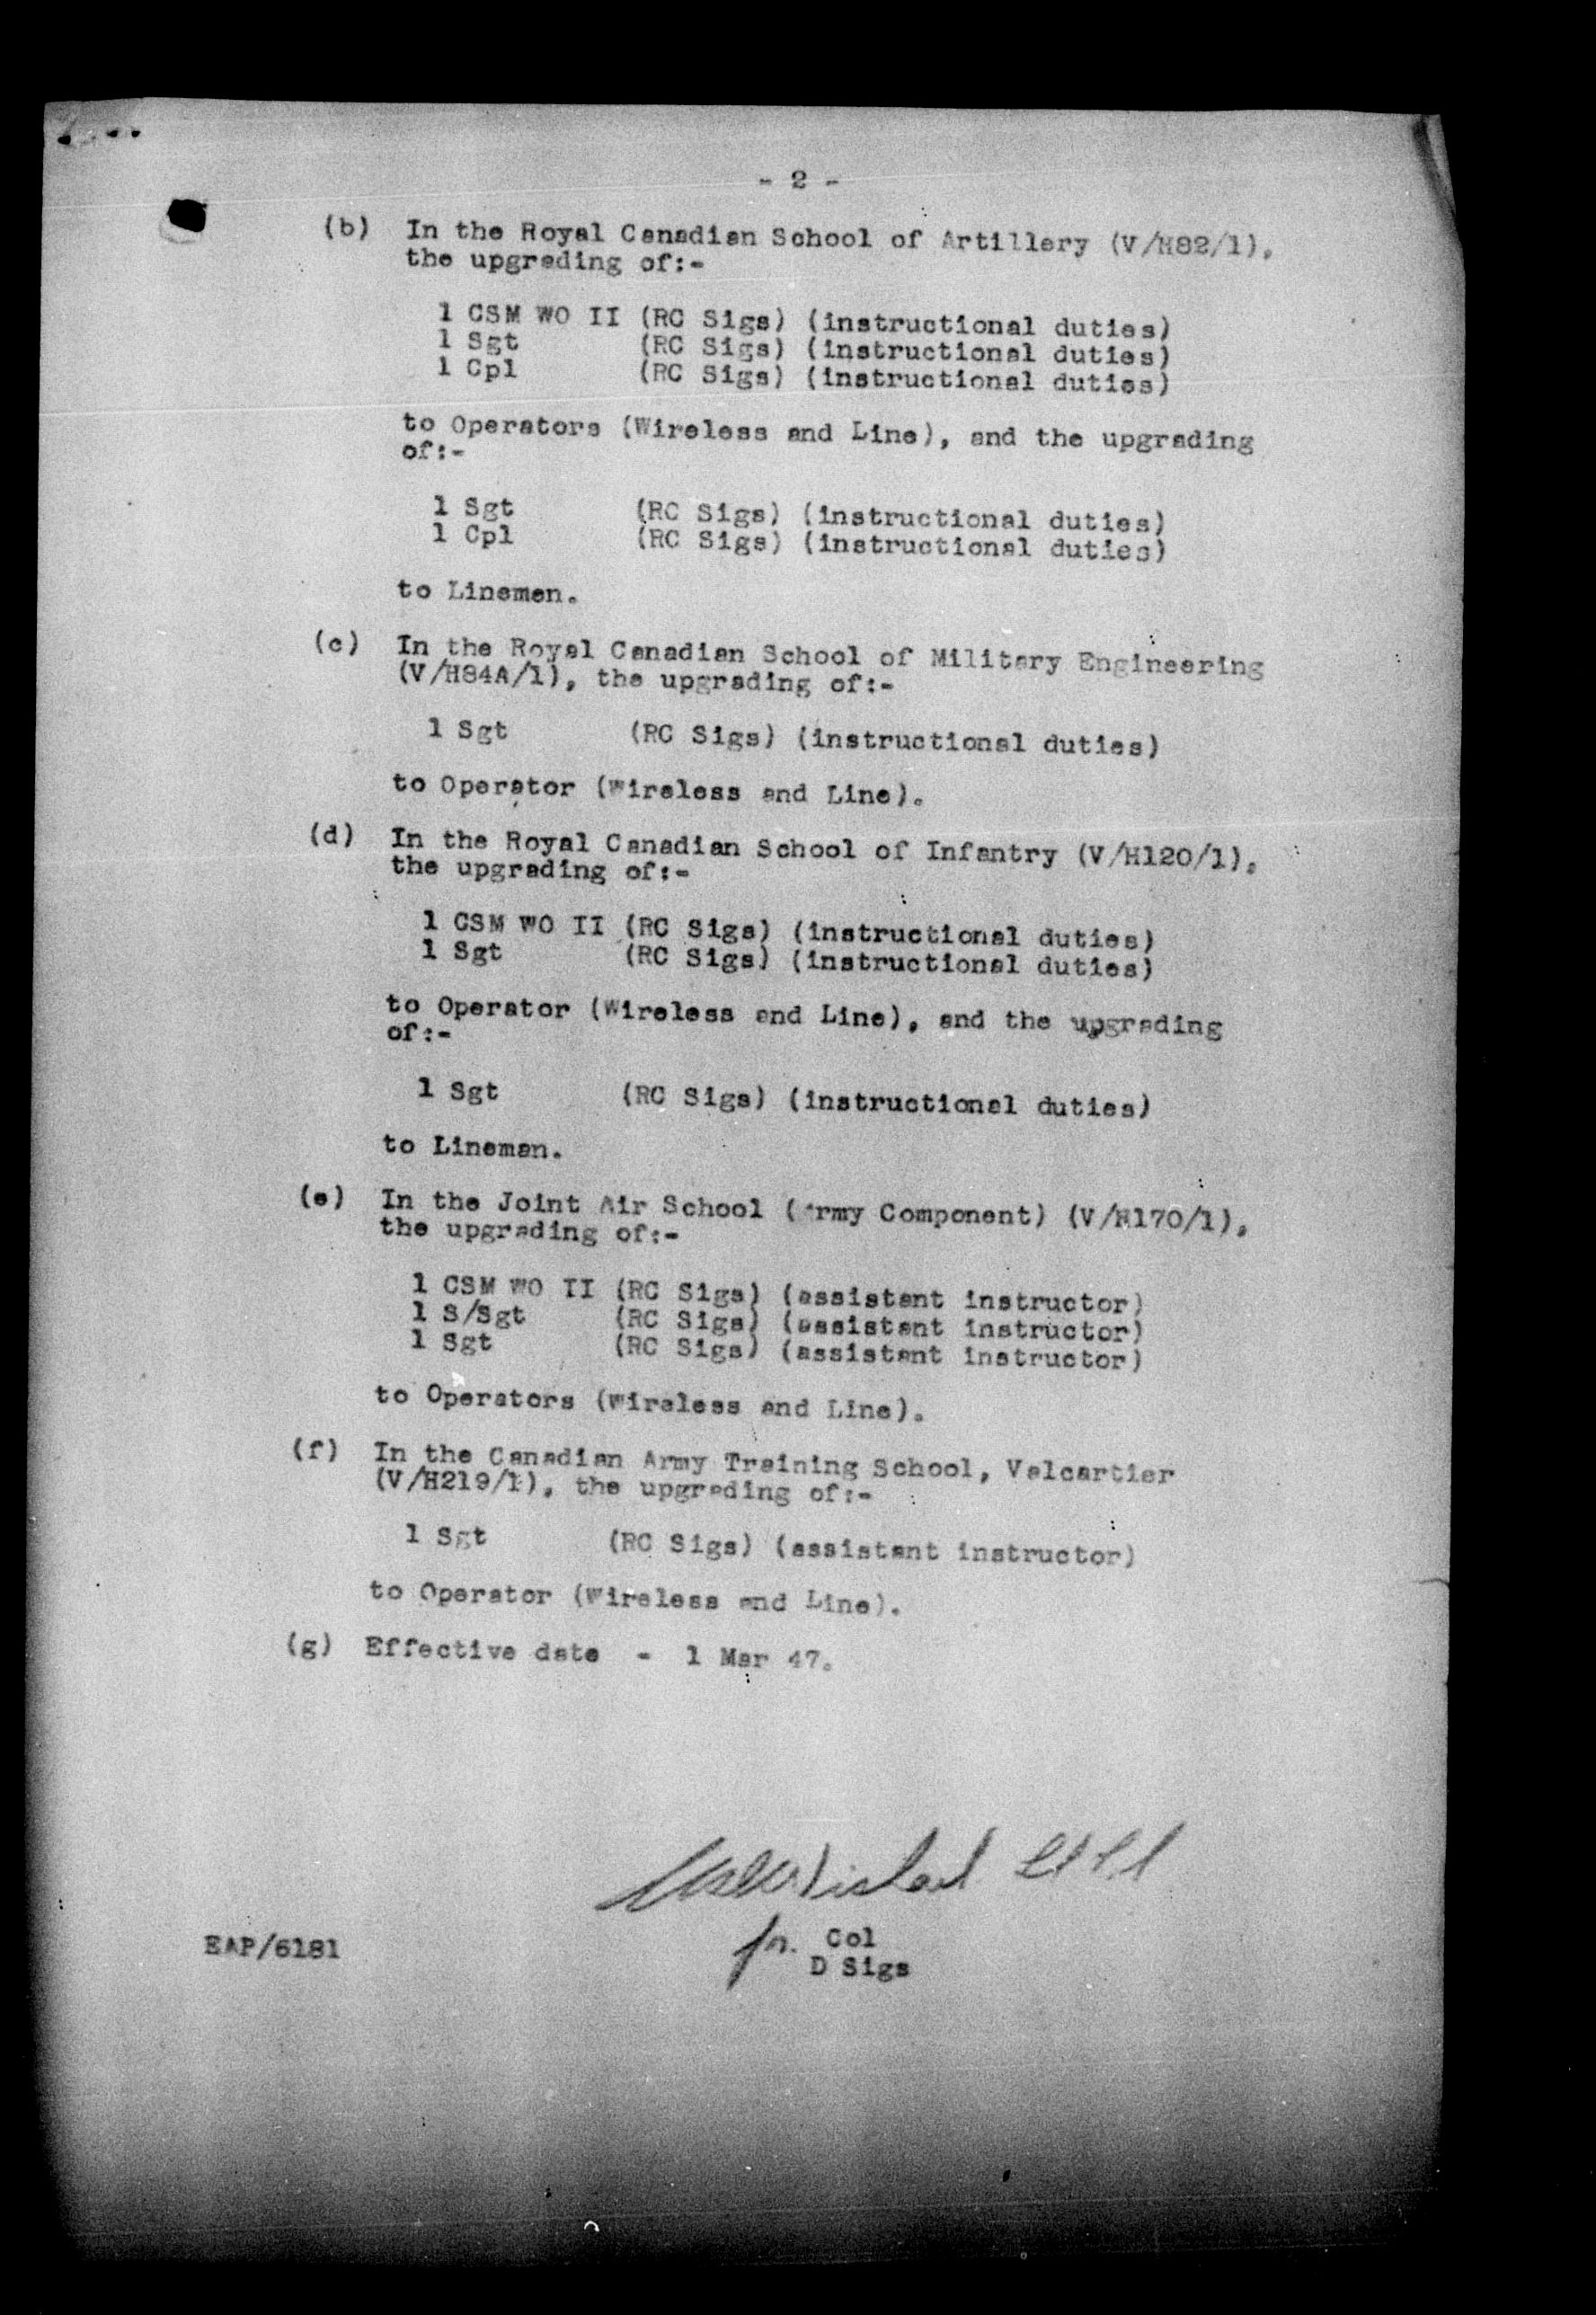 - 2 -
(b) In the Royal Canadian School of Artillery (V/H82/1),
the upgrading of:-
1 CSM WO II (RC Sigs) (instructional duties)
1 Sgt (RC Sigs) (instructional duties)
1 Cpl (RC Sigs) (instructional duties)
to Operators (Wireless and Line), and the upgrading
of:-
1 Sgt (RC Sigs) (instructional duties)
1 Cpl (RC Sigs) (instructional duties)
to Linemen.
(c) In the Royal Canadian School of Military Engineering
(V/H84A/1), the upgrading of:-
1 Sgt (RC Sigs) (instructional duties)
to Operator (Wireless and Line).
(d) In the Royal Canadian School of Infantry (V/H120/1),
the upgrading of:-
1 CSM WO II (RC Sigs) (instructional duties)
1 Sgt (RC Sigs) (instructional duties)
to Operator (Wireless and Line), and the upgrading
of:-
1 Sgt (RC Sigs) (instructional duties)
to Lineman.
(e) In the Joint Air School (Army Component) (V/H170/1),
the upgrading of:-
1 CSM WO II (RC Sigs) (assistant instructor)
1 S/Sgt (RC Sigs) (assistant instructor)
1 Sgt (RC Sigs) (assistant instructor)
to Operators (Wireless and Line).
(f) In the Canadian Army Training School, Valcartier
(V/H219/1), the upgrading of:-
1 Sgt (RC Sigs) (assistant instructor)
to Operator (Wireless and Line).
(g) Effective date - 1 Mar 47.
EAP/6181
for. Col
D Sigs